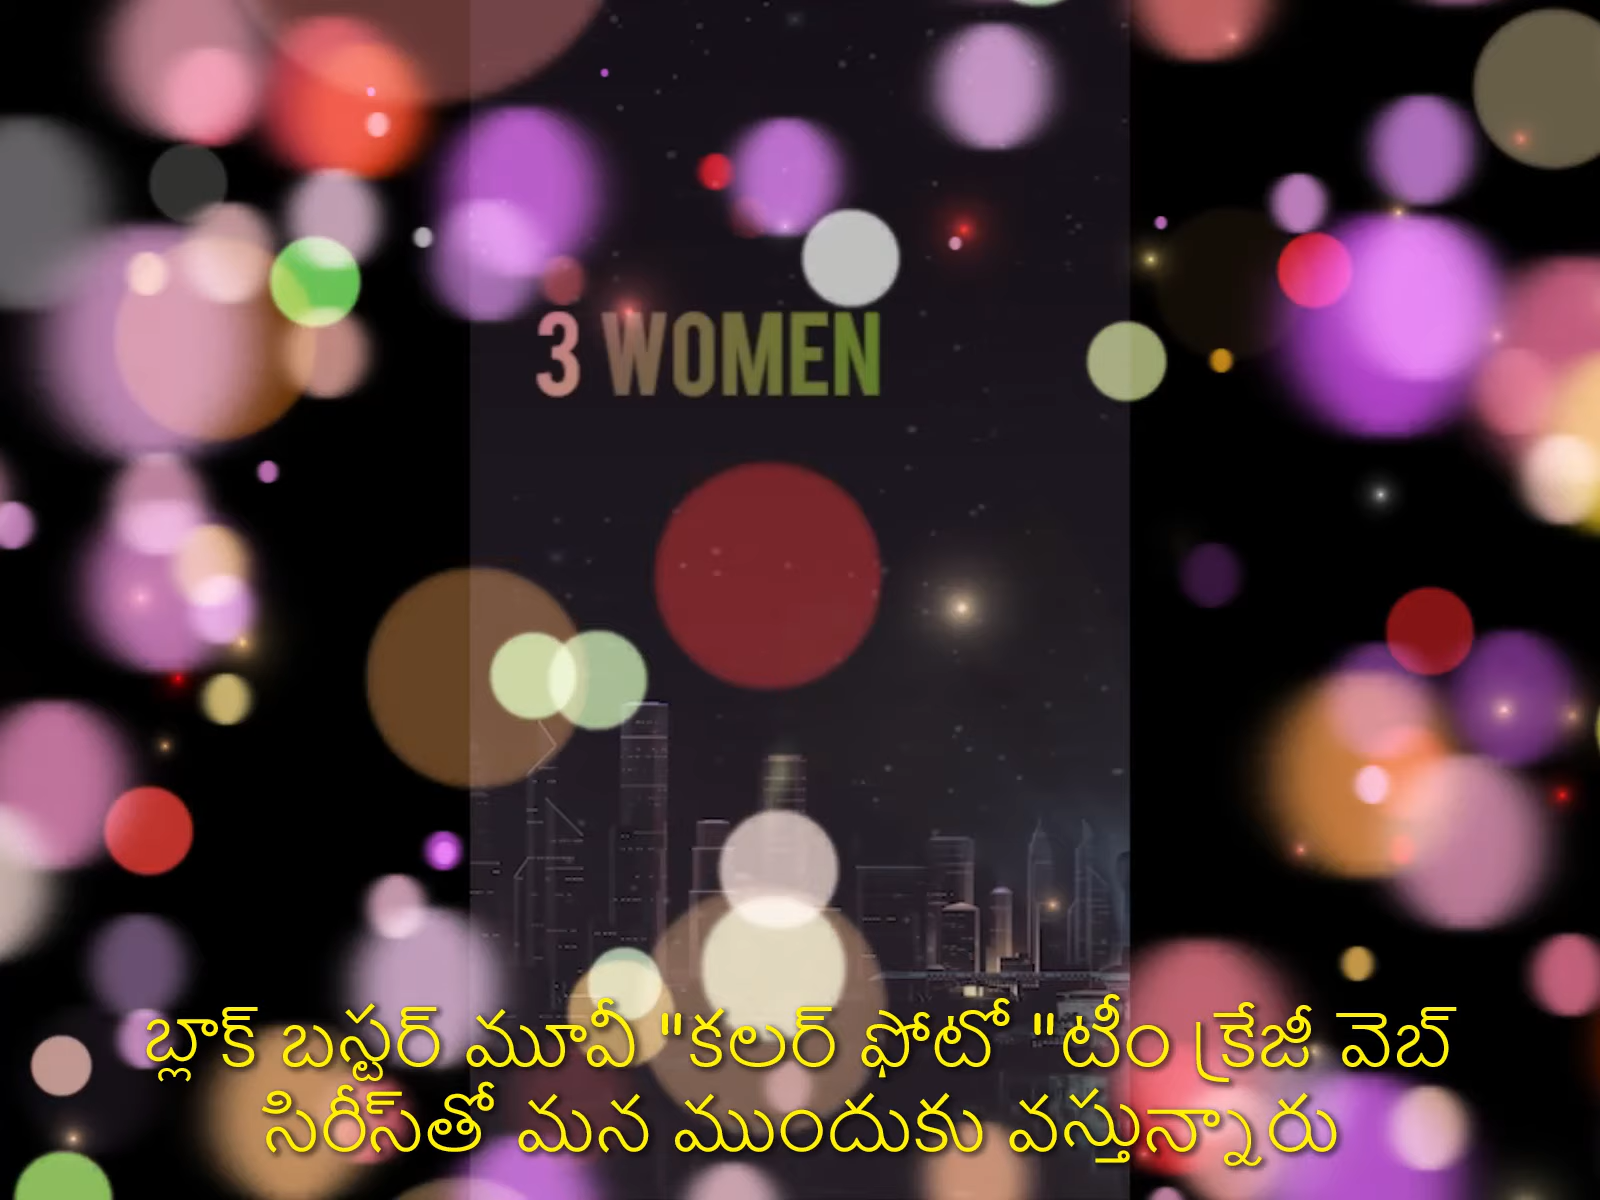 3 WOMEN
బ్లాక్ బస్టర్ మూవీ "కలర్ ఫోటో "టీం క్రేజీ వెబ్
సిరీస్‌తో మన ముందుకు వస్తున్నారు